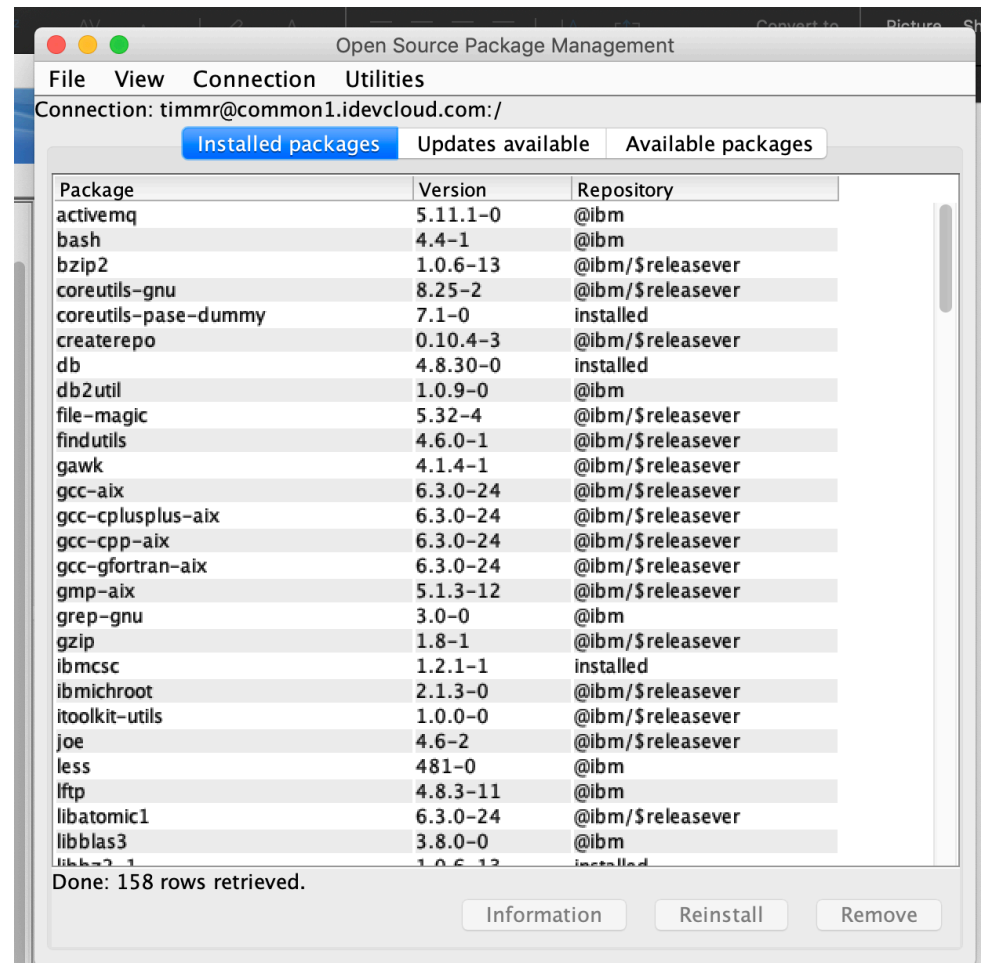 Convert to Picture Sh
Open Source Package Management
File View Connection Utilities
Connection: timmr@common1.idevcloud.com:/
Installed packages Updates available Available packages
Package Version Repository
activemq 5.11.1-0 @ibm
bash 4.4-1 @ibm
bzip2 1.0.6-13 @ibm/$releasever
coreutils-gnu 8.25-2 @ibm/$releasever
coreutils-pase-dummy 7.1-0 installed
createrepo 0.10.4-3 @ibm/$releasever
db 4.8.30-0 installed
db2util 1.0.9-0 @ibm
file-magic 5.32-4 @ibm/$releasever
findutils 4.6.0-1 @ibm/$releasever
gawk 4.1.4-1 @ibm/$releasever
gcc-aix 6.3.0-24 @ibm/$releasever
gcc-cplusplus-aix 6.3.0-24 @ibm/$releasever
gcc-cpp-aix 6.3.0-24 @ibm/$releasever
gcc-gfortran-aix 6.3.0-24 @ibm/$releasever
gmp-aix 5.1.3-12 @ibm/$releasever
grep-gnu 3.0-0 @ibm
gzip 1.8-1 @ibm/$releasever
ibmcsc 1.2.1-1 installed
ibmichroot 2.1.3-0 @ibm/$releasever
itoolkit-utils 1.0.0-0 @ibm/$releasever
joe 4.6-2 @ibm/$releasever
less 481-0 @ibm
lftp 4.8.3-11 @ibm
libatomic1 6.3.0-24 @ibm/$releasever
libblas3 3.8.0-0 @ibm
1.0.6-13 installed
Done: 158 rows retrieved.
Information Reinstall Remove